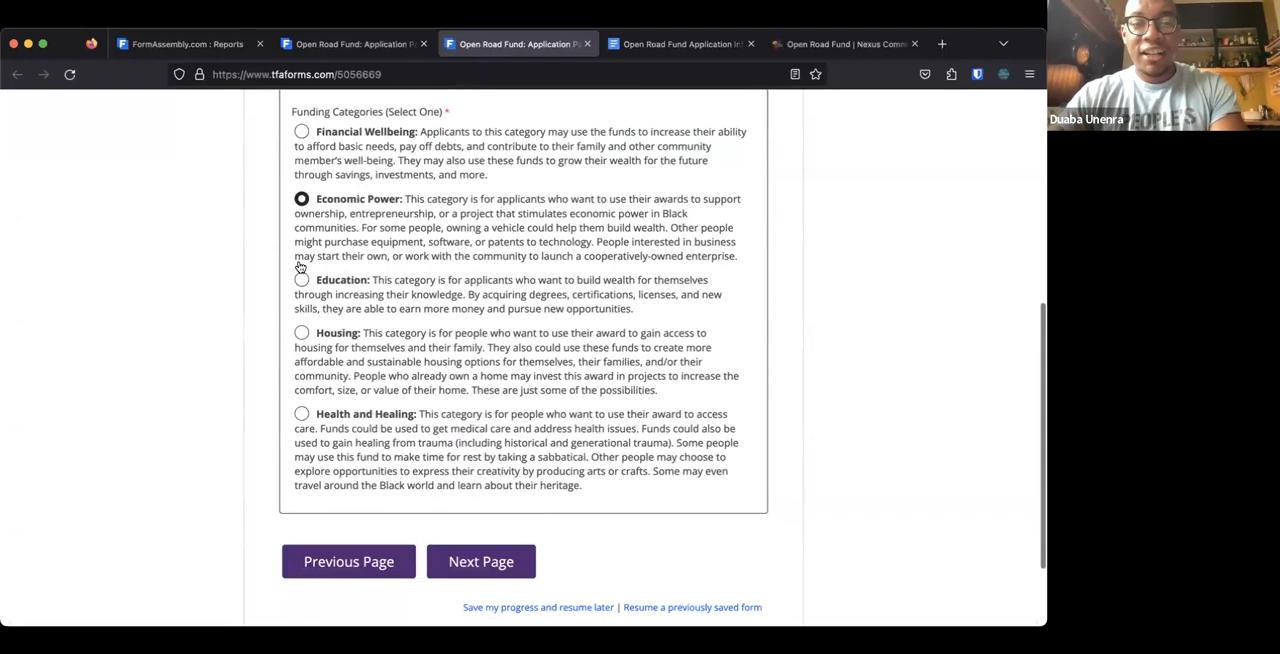 FormAssembly.com : Reports
Open Road Fund: Application P
Open Road Fund: Application P
Open Road Fund Application In
Open Road Fund | Nexus Comm
https://www.tfaforms.com/5056669
Duaba Unenra
PEOPLE'S
Funding Categories (Select One) *
Financial Wellbeing: Applicants to this category may use the funds to increase their ability
to afford basic needs, pay off debts, and contribute to their family and other community
member's well-being. They may also use these funds to grow their wealth for the future
through savings, investments, and more.
Economic Power: This category is for applicants who want to use their awards to support
ownership, entrepreneurship, or a project that stimulates economic power in Black
communities. For some people, owning a vehicle could help them build wealth. Other people
might purchase equipment, software, or patents to technology. People interested in business
may start their own, or work with the community to launch a cooperatively-owned enterprise.
Education: This category is for applicants who want to build wealth for themselves
through increasing their knowledge. By acquiring degrees, certifications, licenses, and new
skills, they are able to earn more money and pursue new opportunities.
Housing: This category is for people who want to use their award to gain access to
housing for themselves and their family. They also could use these funds to create more
affordable and sustainable housing options for themselves, their families, and/or their
community. People who already own a home may invest this award in projects to increase the
comfort, size, or value of their home. These are just some of the possibilities.
Health and Healing: This category is for people who want to use their award to access
care. Funds could be used to get medical care and address health issues. Funds could also be
used to gain healing from trauma (including historical and generational trauma). Some people
may use this fund to make time for rest by taking a sabbatical. Other people may choose to
explore opportunities to express their creativity by producing arts or crafts. Some may even
travel around the Black world and learn about their heritage.
Previous Page Next Page
Save my progress and resume later | Resume a previously saved form